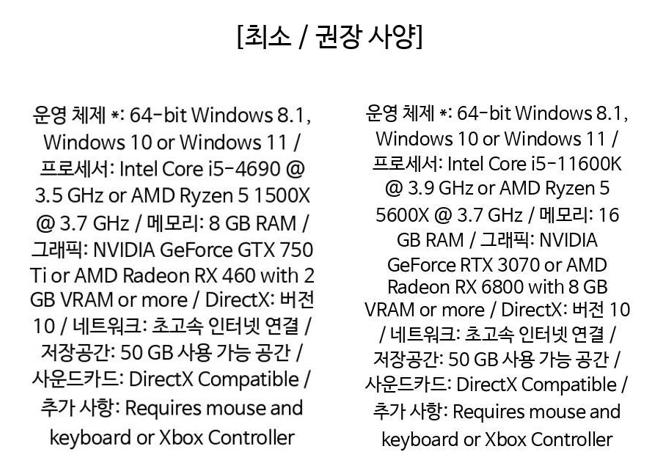 [최소 / 권장 사양]
운영 체제 *: 64-bit Windows 8.1,
Windows 10 or Windows 11 /
프로세서: Intel Core i5-4690 @
3.5 GHz or AMD Ryzen 5 1500X
@ 3.7 GHz / 메모리: 8 GB RAM /
그래픽: NVIDIA GeForce GTX 750
Ti or AMD Radeon RX 460 with 2
GB VRAM or more / DirectX: 버전
10 / 네트워크: 초고속 인터넷 연결 /
저장공간: 50 GB 사용 가능 공간 /
사운드카드: DirectX Compatible /
추가 사항: Requires mouse and
keyboard or Xbox Controller
운영 체제 *: 64-bit Windows 8.1,
Windows 10 or Windows 11 /
프로세서: Intel Core i5-11600K
@ 3.9 GHz or AMD Ryzen 5
5600X @ 3.7 GHz / 메모리: 16
GB RAM / 그래픽: NVIDIA
GeForce RTX 3070 or AMD
Radeon RX 6800 with 8 GB
VRAM or more / DirectX: 버전 10
/ 네트워크: 초고속 인터넷 연결 /
저장공간: 50 GB 사용 가능 공간 /
사운드카드: DirectX Compatible /
추가 사항: Requires mouse and
keyboard or Xbox Controller